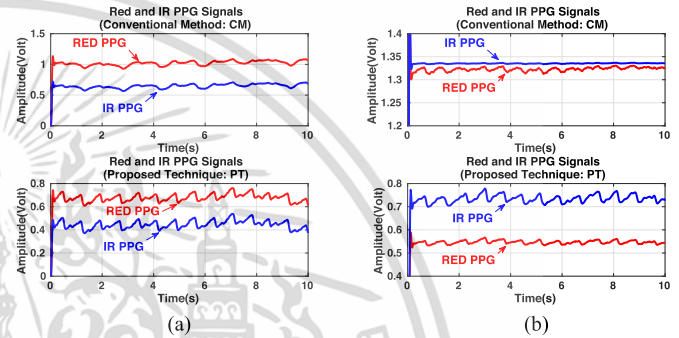 Red and IR PPG Signals
(Conventional Method: CM)
Amplitude(Volt)
1.5
1
0.5
0
RED PPG
IR PPG
0 2 4 6 8 10
Time(s)
Red and IR PPG Signals
(Proposed Technique: PT)
Amplitude(Volt)
0.8
0.6
0.4
0.2
0
RED PPG
IR PPG
0 2 4 6 8 10
Time(s)
(a)
Red and IR PPG Signals
(Conventional Method: CM)
Amplitude(Volt)
1.4
1.35
1.3
1.25
1.2
IR PPG
RED PPG
0 2 4 6 8 10
Time(s)
Red and IR PPG Signals
(Proposed Technique: PT)
Amplitude(Volt)
0.8
0.7
0.6
0.5
0.4
IR PPG
RED PPG
0 2 4 6 8 10
Time(s)
(b)